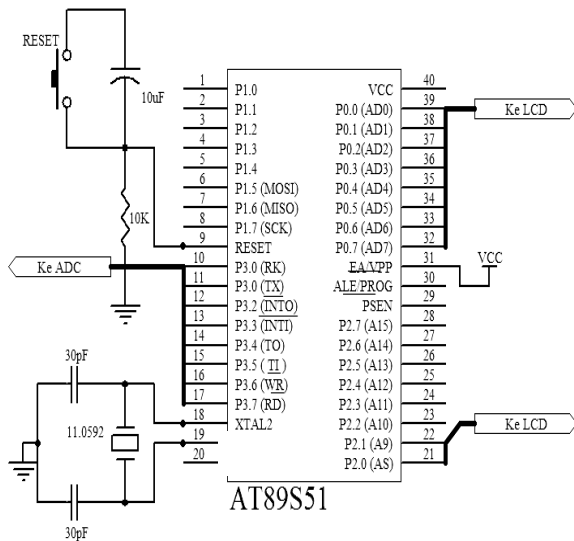 RESET
10uF
10K
Ke ADC
30pF
11.0592
30pF
1 P1.0
2 P1.1
3 P1.2
4 P1.3
5 P1.4
6 P1.5 (MOSI)
7 P1.6 (MISO)
8 P1.7 (SCK)
9 RESET
10 P3.0 (RK)
11 P3.0 (TX)
12 P3.2 (INTO)
13 P3.3 (INTI)
14 P3.4 (TO)
15 P3.5 (TI)
16 P3.6 (WR)
17 P3.7 (RD)
18 XTAL2
19
20
VCC 40
P0.0 (AD0) 39
P0.1 (AD1) 38
P0.2(AD2) 37
P0.3 (AD3) 36
P0.4 (AD4) 35
P0.5 (AD5) 34
P0.6 (AD6) 33
P0.7 (AD7) 32
EA/VPP 31
ALE/PROG 30
PSEN 29
P2.7 (A15) 28
P2.6 (A14) 27
P2.5 (A13) 26
P2.4 (A12) 25
P2.3 (A11) 24
P2.2 (A10) 23
P2.1 (A9) 22
P2.0 (AS) 21
Ke LCD
VCC
Ke LCD
AT89S51